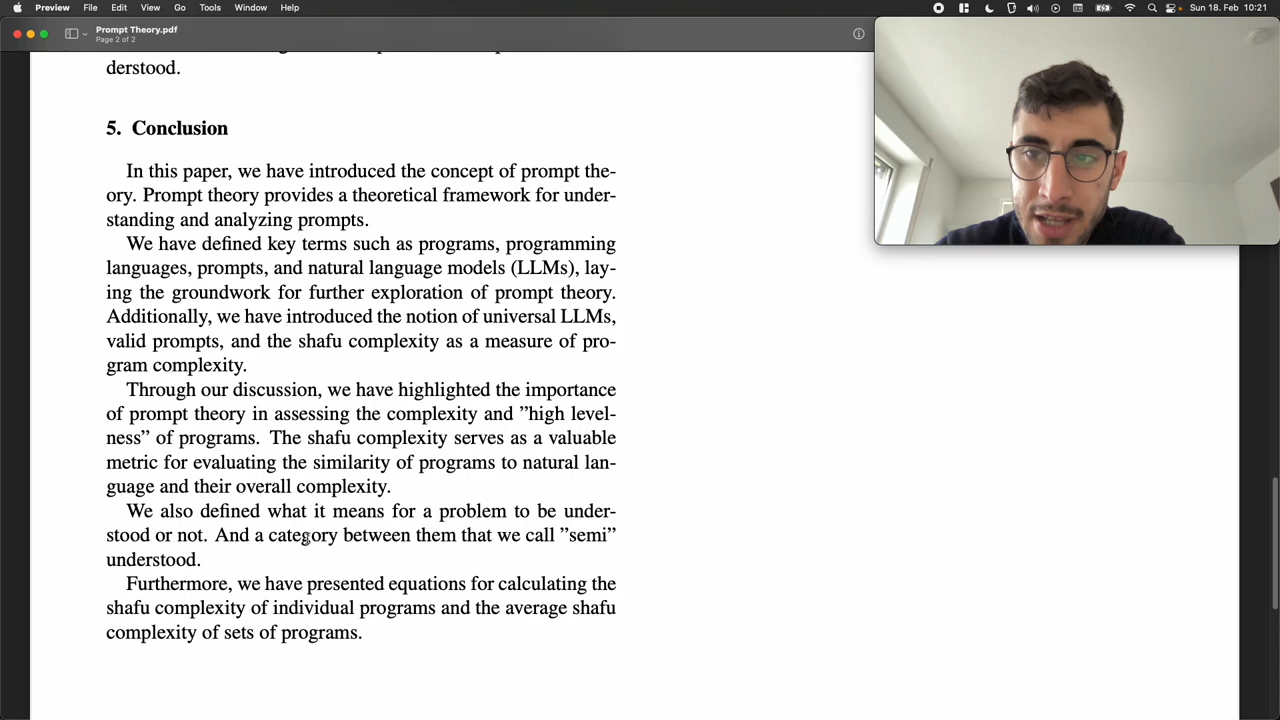 Preview File Edit View Go Tools Window Help Sun 18. Feb 10:21
Prompt Theory.pdf
Page 2 of 2
derstood.
5. Conclusion
In this paper, we have introduced the concept of prompt the-
ory. Prompt theory provides a theoretical framework for under-
standing and analyzing prompts.
We have defined key terms such as programs, programming
languages, prompts, and natural language models (LLMs), lay-
ing the groundwork for further exploration of prompt theory.
Additionally, we have introduced the notion of universal LLMs,
valid prompts, and the shafu complexity as a measure of pro-
gram complexity.
Through our discussion, we have highlighted the importance
of prompt theory in assessing the complexity and ”high level-
ness” of programs. The shafu complexity serves as a valuable
metric for evaluating the similarity of programs to natural lan-
guage and their overall complexity.
We also defined what it means for a problem to be under-
stood or not. And a category between them that we call ”semi”
understood.
Furthermore, we have presented equations for calculating the
shafu complexity of individual programs and the average shafu
complexity of sets of programs.